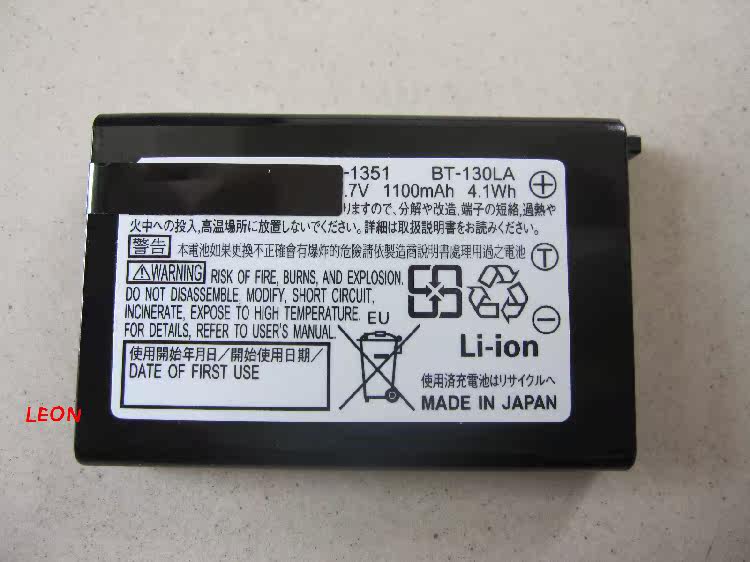 -1351 BT-130LA
.7V 1100mAh 4.1Wh
りますので、分解や改造、端子の短絡、過熱や
火中への投入、高温場所に放置しないでください。詳細は取扱説明書をお読みください。
警告 本電池如果更換不正確會有爆炸的危險請依製造商說明書處理用過之電池
WARNING RISK OF FIRE, BURNS, AND EXPLOSION.
DO NOT DISASSEMBLE, MODIFY, SHORT CIRCUIT,
INCINERATE, EXPOSE TO HIGH TEMPERATURE.
FOR DETAILS, REFER TO USER'S MANUAL.
EU
T
Li-ion
使用開始年月日/開始使用日期/
DATE OF FIRST USE
使用済充電池はリサイクルへ
MADE IN JAPAN
LEON